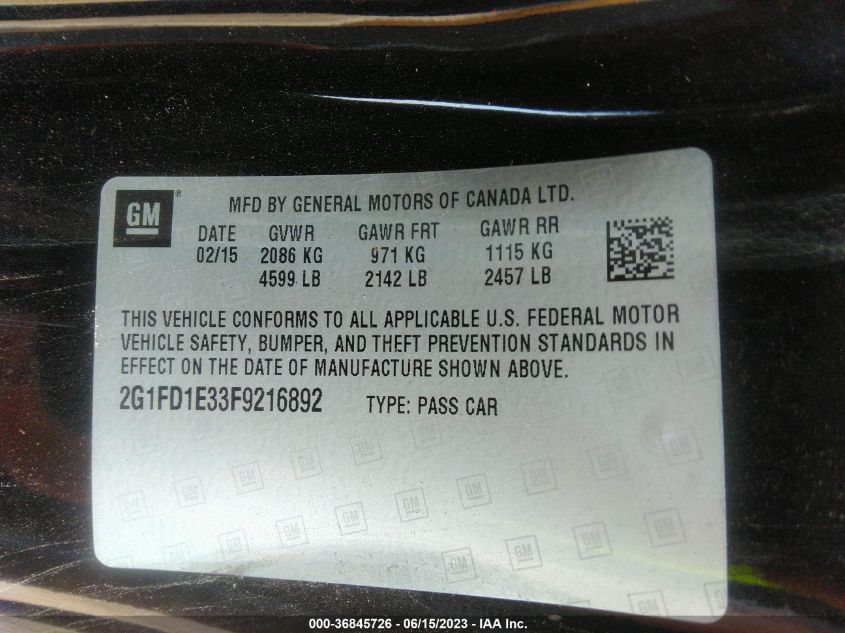 GM ®
MFD BY GENERAL MOTORS OF CANADA LTD.
DATE GVWR GAWR FRT GAWR RR
02/15 2086 KG 971 KG 1115 KG
4599 LB 2142 LB 2457 LB
THIS VEHICLE CONFORMS TO ALL APPLICABLE U.S. FEDERAL MOTOR
VEHICLE SAFETY, BUMPER, AND THEFT PREVENTION STANDARDS IN
EFFECT ON THE DATE OF MANUFACTURE SHOWN ABOVE.
2G1FD1E33F9216892 TYPE: PASS CAR
000-36845726 - 06/15/2023 - IAA Inc.